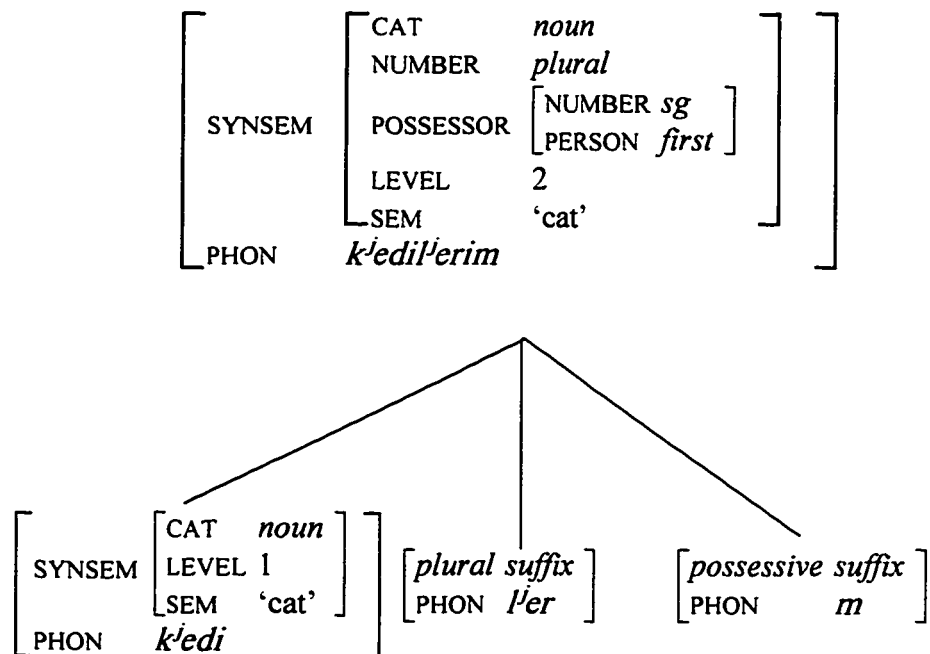 CAT noun
NUMBER plural
NUMBER sg
SYNSEM POSSESSOR
PERSON first
LEVEL 2
SEM ‘cat’
PHON kʲedilʲerim
CAT noun
SYNSEM LEVEL 1
SEM ‘cat’
PHON kʲedi
plural suffix
PHON lʲer
possessive suffix
PHON m